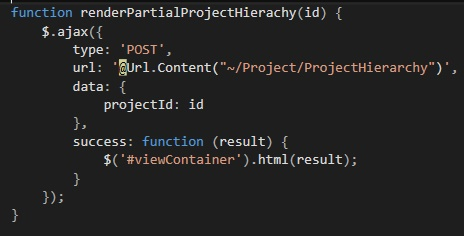 function renderPartialProjectHierachy(id) {
    $.ajax({
        type: 'POST',
        url: '@Url.Content("~/Project/ProjectHierarchy")',
        data: {
            projectId: id
        },
        success: function (result) {
            $('#viewContainer').html(result);
        }
    });
}